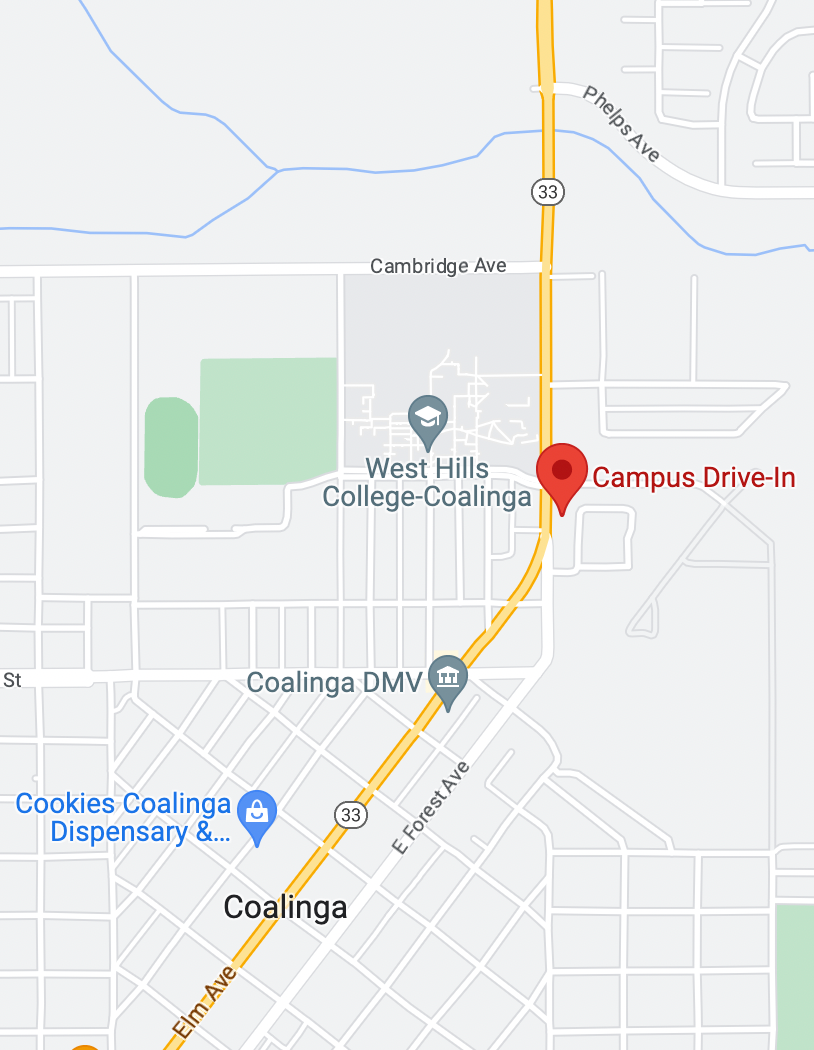 Phelps Ave
33
Cambridge Ave
West Hills
College-Coalinga
Campus Drive-In
St
Coalinga DMV
Cookies Coalinga
Dispensary &...
33
E Forest Ave
Coalinga
Elm Ave